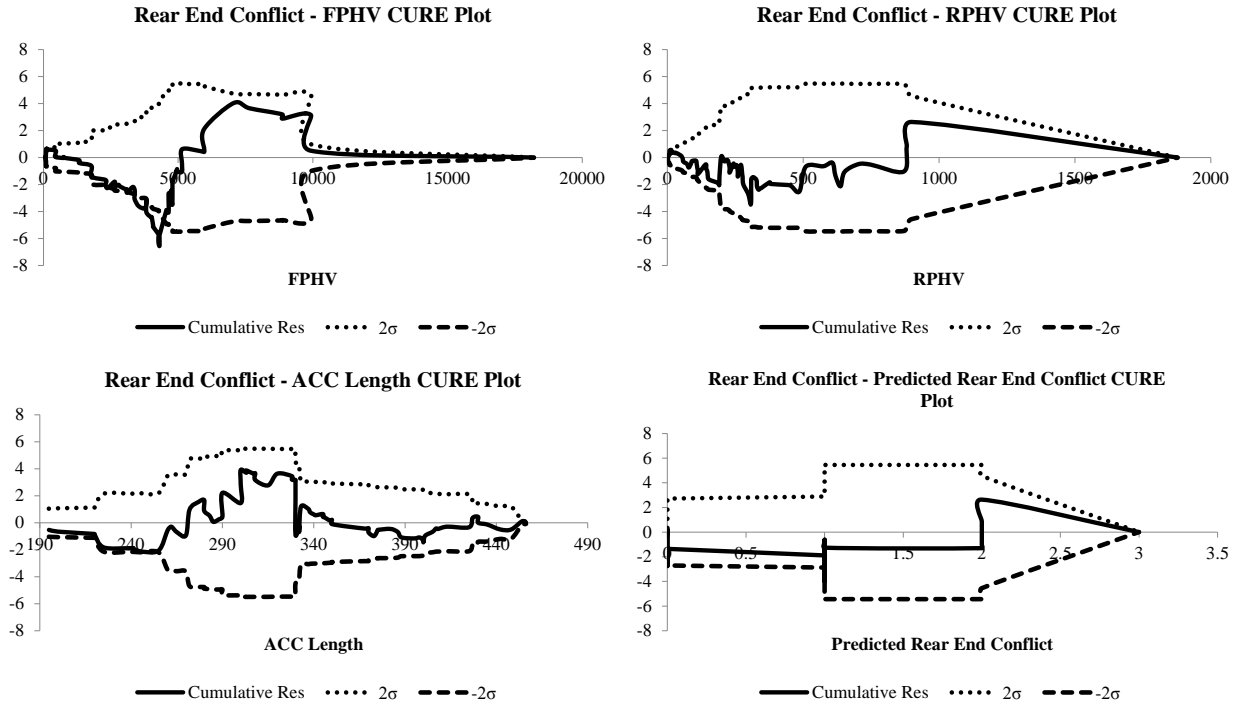 Rear End Conflict - FPHV CURE Plot
8
6
4
2
0
-2
-4
-6
-8
0 5000 10000 15000 20000
FPHV
Cumulative Res 2σ -2σ
Rear End Conflict - RPHV CURE Plot
8
6
4
2
0
-2
-4
-6
-8
0 500 1000 1500 2000
RPHV
Cumulative Res 2σ -2σ
Rear End Conflict - ACC Length CURE Plot
8
6
4
2
0
-2
-4
-6
-8
190 240 290 340 390 440 490
ACC Length
Cumulative Res 2σ -2σ
Rear End Conflict - Predicted Rear End Conflict CURE
Plot
8
6
4
2
0
-2
-4
-6
-8
0 0.5 1 1.5 2 2.5 3 3.5
Predicted Rear End Conflict
Cumulative Res 2σ -2σ